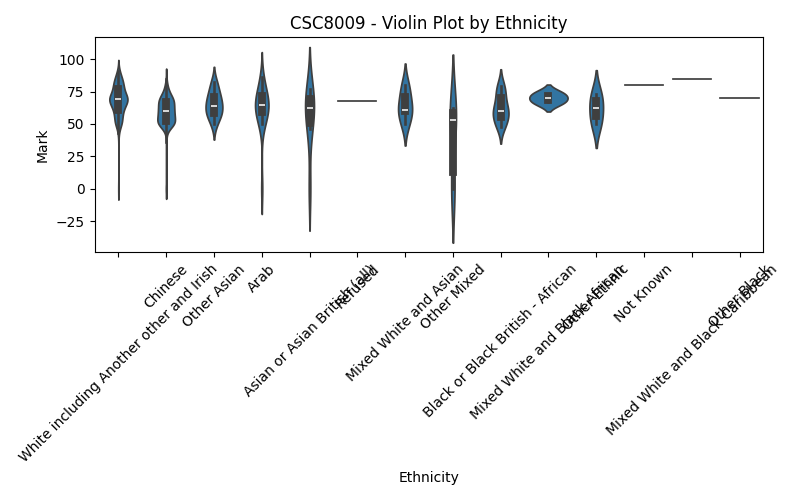 CSC8009 - Violin Plot by Ethnicity
Mark
100
75
50
25
0
−25
White including Another other and Irish
Chinese
Other Asian
Arab
Asian or Asian British (all)
Refused
Mixed White and Asian
Other Mixed
Black or Black British - African
Mixed White and Black African
Other Ethnic
Not Known
Mixed White and Black Caribbean
Other Black
Ethnicity